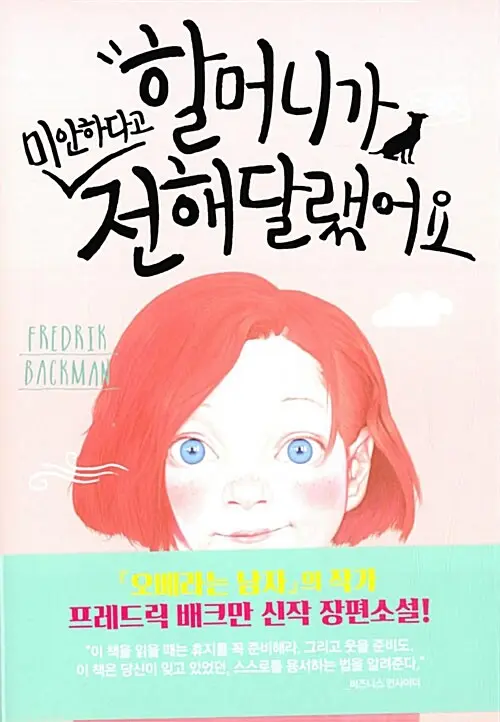 할머니가
미안하다고
전해달랬어요
FREDRIK
BACKMAN
『오베라는 남자』의 작가
프레드릭 배크만 신작 장편소설!
"이 책을 읽을 때는 휴지를 꼭 준비해라. 그리고 웃을 준비도.
이 책은 당신이 잊고 있었던, 스스로를 용서하는 법을 알려준다."
비즈니스 인사이더